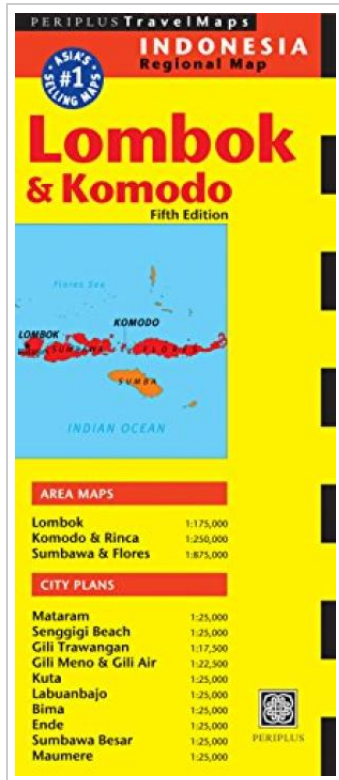 PERIPLUS TravelMaps
INDONESIA
Regional Map
ASIA'S
#1
SELLING MAPS
Lombok
& Komodo
Fifth Edition
Flores Sea
KOMODO
LOMBOK
SUMBAWA
FLORES
SUMBA
INDIAN OCEAN
AREA MAPS
Lombok 1:175,000
Komodo & Rinca 1:250,000
Sumbawa & Flores 1:875,000
CITY PLANS
Mataram 1:25,000
Senggigi Beach 1:25,000
Gili Trawangan 1:17,500
Gili Meno & Gili Air 1:22,500
Kuta 1:25,000
Labuanbajo 1:25,000
Bima 1:25,000
Ende 1:25,000
Sumbawa Besar 1:25,000
Maumere 1:25,000
PERIPLUS